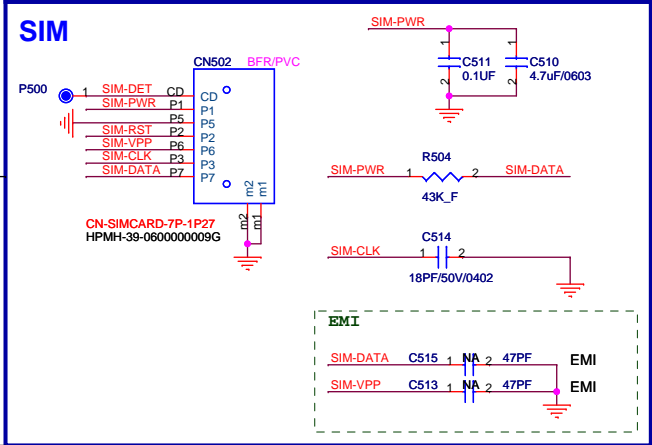 SIM
SIM-PWR
CN502 BFR/PVC
1 1
C511 C510
0.1UF 4.7uF/0603
2 2
P500 1 SIM-DET CD CD
SIM-PWR P1 P1
P5 P5
SIM-RST P2 P2
SIM-VPP P6 P6
SIM-CLK P3 P3
SIM-DATA P7 P7
m2 m1
m2 m1
CN-SIMCARD-7P-1P27
HPMH-39-0600000009G
R504
SIM-PWR 1 2 SIM-DATA
43K_F
C514
SIM-CLK 1 2
18PF/50V/0402
EMI
SIM-DATA C515 1 NA 2 47PF EMI
SIM-VPP C513 1 NA 2 47PF EMI